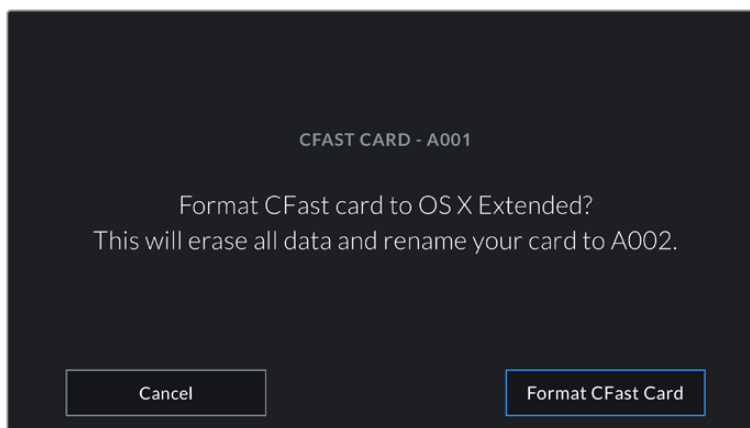 CFAST CARD - A001
Format CFast card to OS X Extended?
This will erase all data and rename your card to A002.
Cancel
Format CFast Card